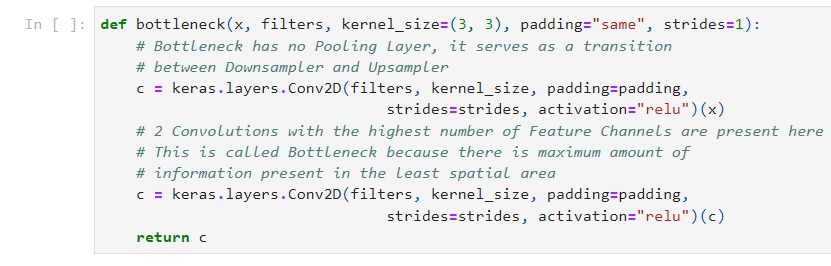 In [ ]: def bottleneck(x, filters, kernel_size=(3, 3), padding="same", strides=1):
# Bottleneck has no Pooling Layer, it serves as a transition
# between Downsampler and Upsampler
c = keras.layers.Conv2D(filters, kernel_size, padding=padding,
strides=strides, activation="relu")(x)
# 2 Convolutions with the highest number of Feature Channels are present here
# This is called Bottleneck because there is maximum amount of
# information present in the least spatial area
c = keras.layers.Conv2D(filters, kernel_size, padding=padding,
strides=strides, activation="relu")(c)
return c